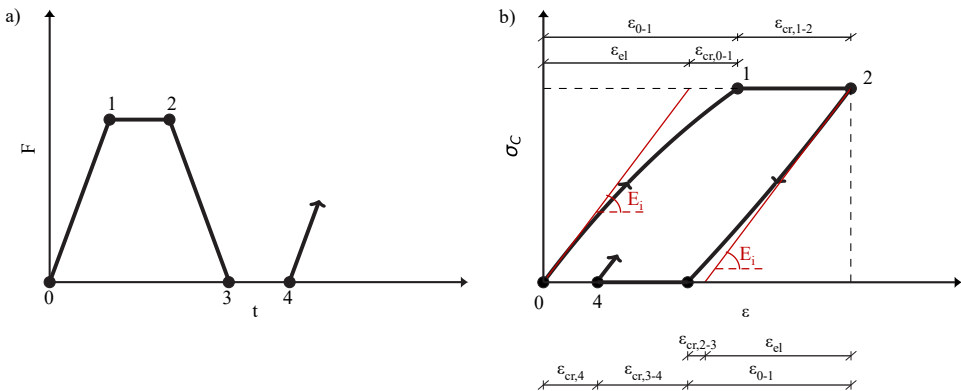 a)
F
1
2
0
3
4
t
b)
ε0-1
εcr,1-2
εel
εcr,0-1
1
2
σC
Ei
Ei
0
4
ε
εcr,2-3
εel
εcr,4
εcr,3-4
ε0-1